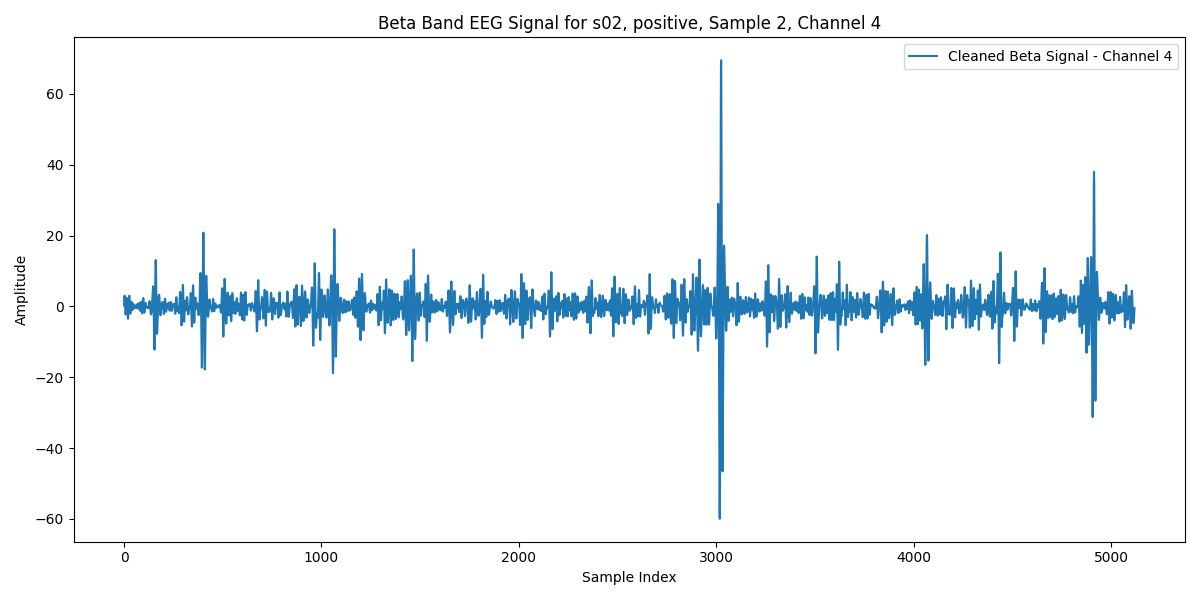 Beta Band EEG Signal for s02, positive, Sample 2, Channel 4
Cleaned Beta Signal - Channel 4
Amplitude
60
40
20
0
−20
−40
−60
0 1000 2000 3000 4000 5000
Sample Index